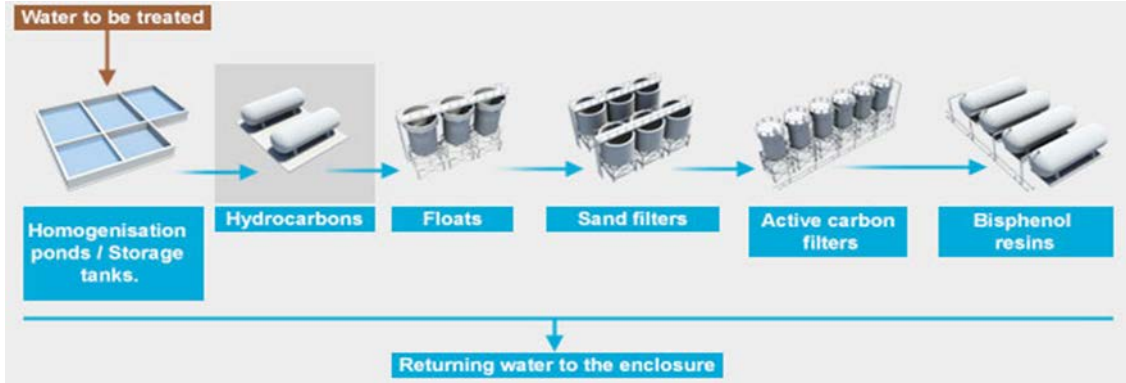 Water to be treated
Homogenisation
ponds / Storage
tanks.
Hydrocarbons
Floats
Sand filters
Active carbon
filters
Bisphenol
resins
Returning water to the enclosure